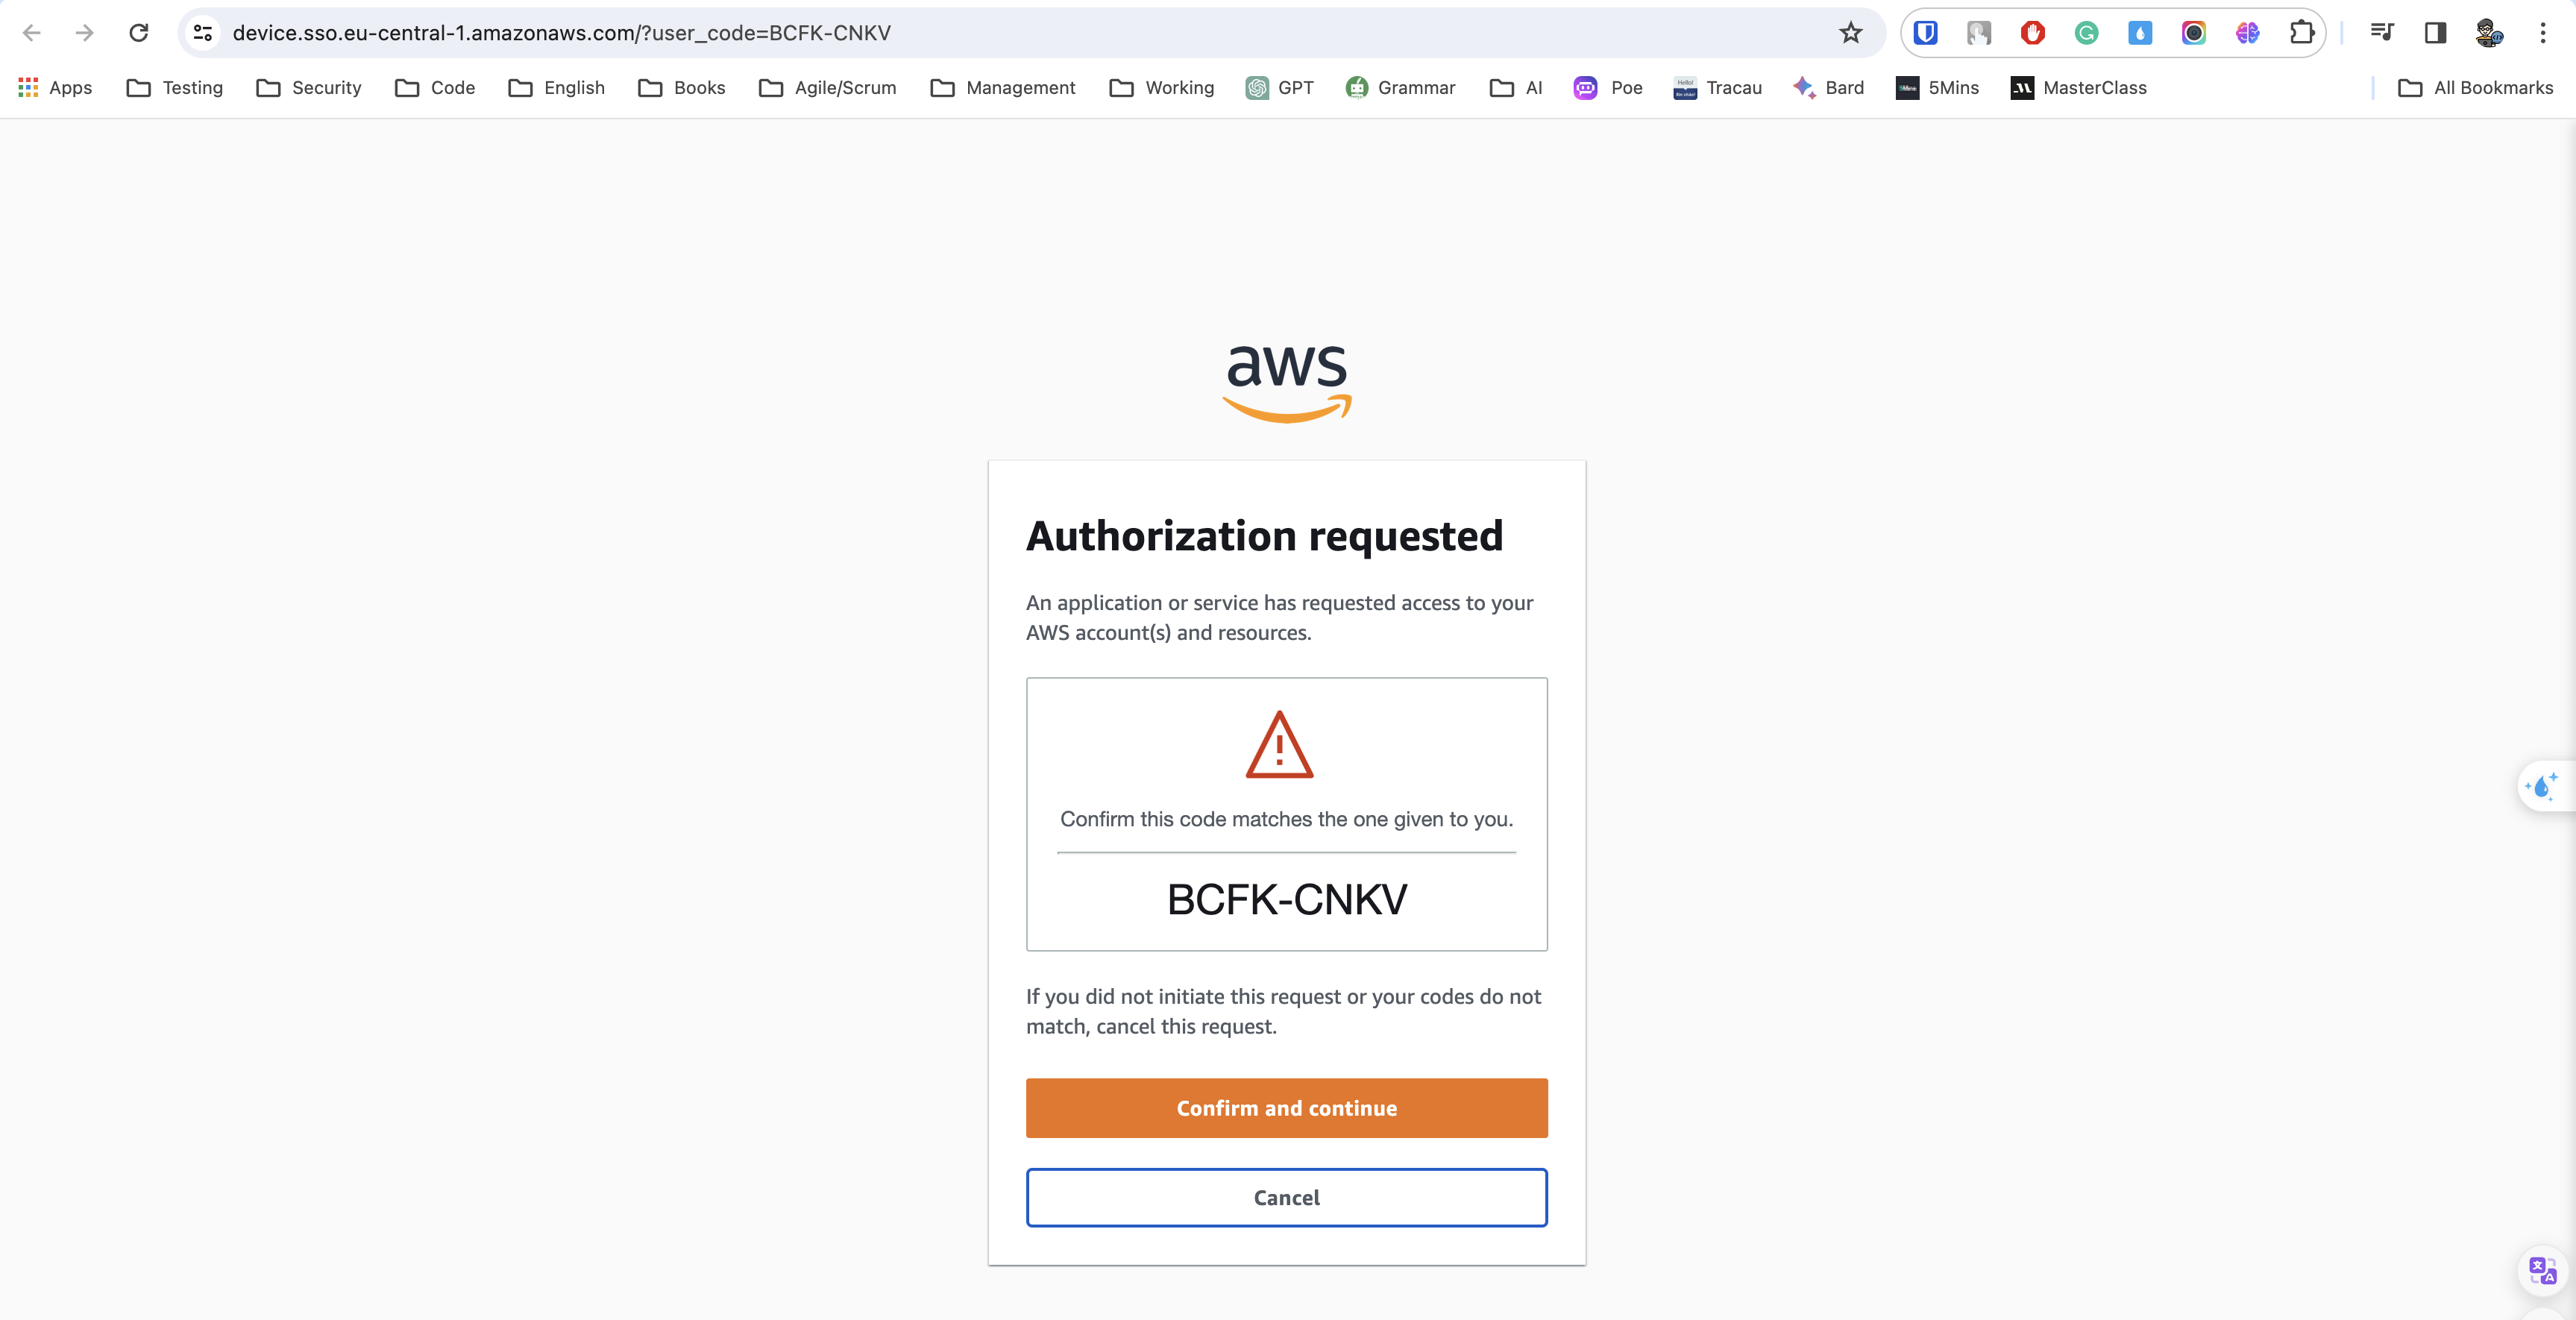 device.sso.eu-central-1.amazonaws.com/?user_code=BCFK-CNKV
Apps Testing Security Code English Books Agile/Scrum Management Working GPT Grammar AI Poe Tracau Bard 5Mins MasterClass All Bookmarks
aws
Authorization requested
An application or service has requested access to your
AWS account(s) and resources.
Confirm this code matches the one given to you.
BCFK-CNKV
If you did not initiate this request or your codes do not
match, cancel this request.
Confirm and continue
Cancel